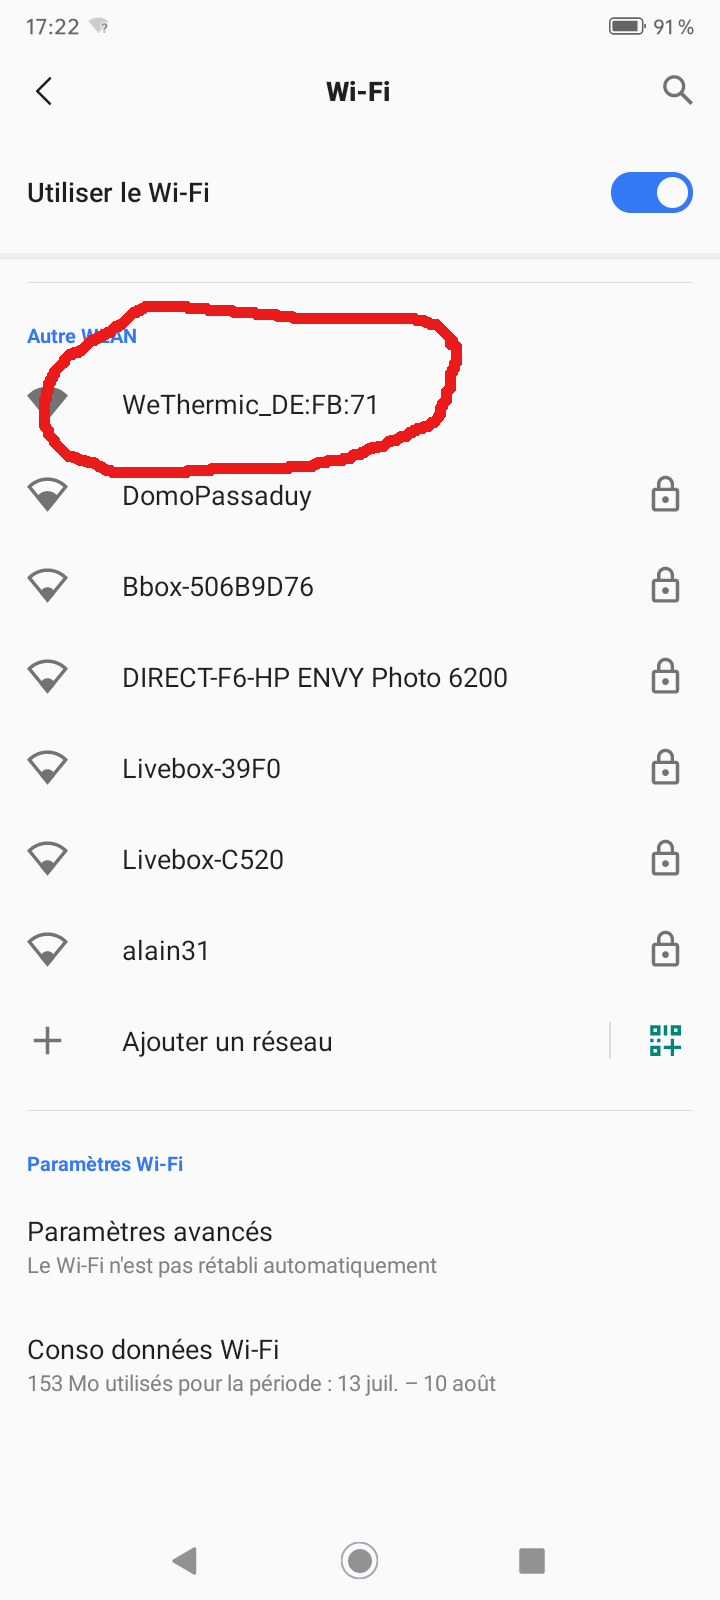 17:22 91 %
Wi-Fi
Utiliser le Wi-Fi
Autre WLAN
WeThermic_DE:FB:71
DomoPassaduy
Bbox-506B9D76
DIRECT-F6-HP ENVY Photo 6200
Livebox-39F0
Livebox-C520
alain31
Ajouter un réseau
Paramètres Wi-Fi
Paramètres avancés
Le Wi-Fi n'est pas rétabli automatiquement
Conso données Wi-Fi
153 Mo utilisés pour la période : 13 juil. – 10 août